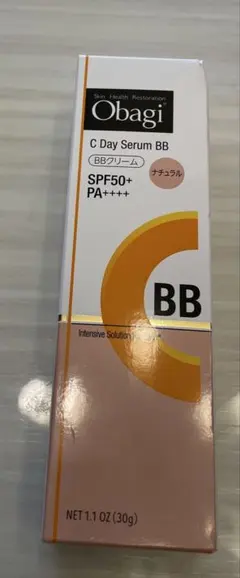 Skin Health Restoration
Obagi
C Day Serum BB
BBクリーム
ナチュラル
SPF50+
PA++++
BB
Intensive Solution
NET 1.1 OZ (30g)